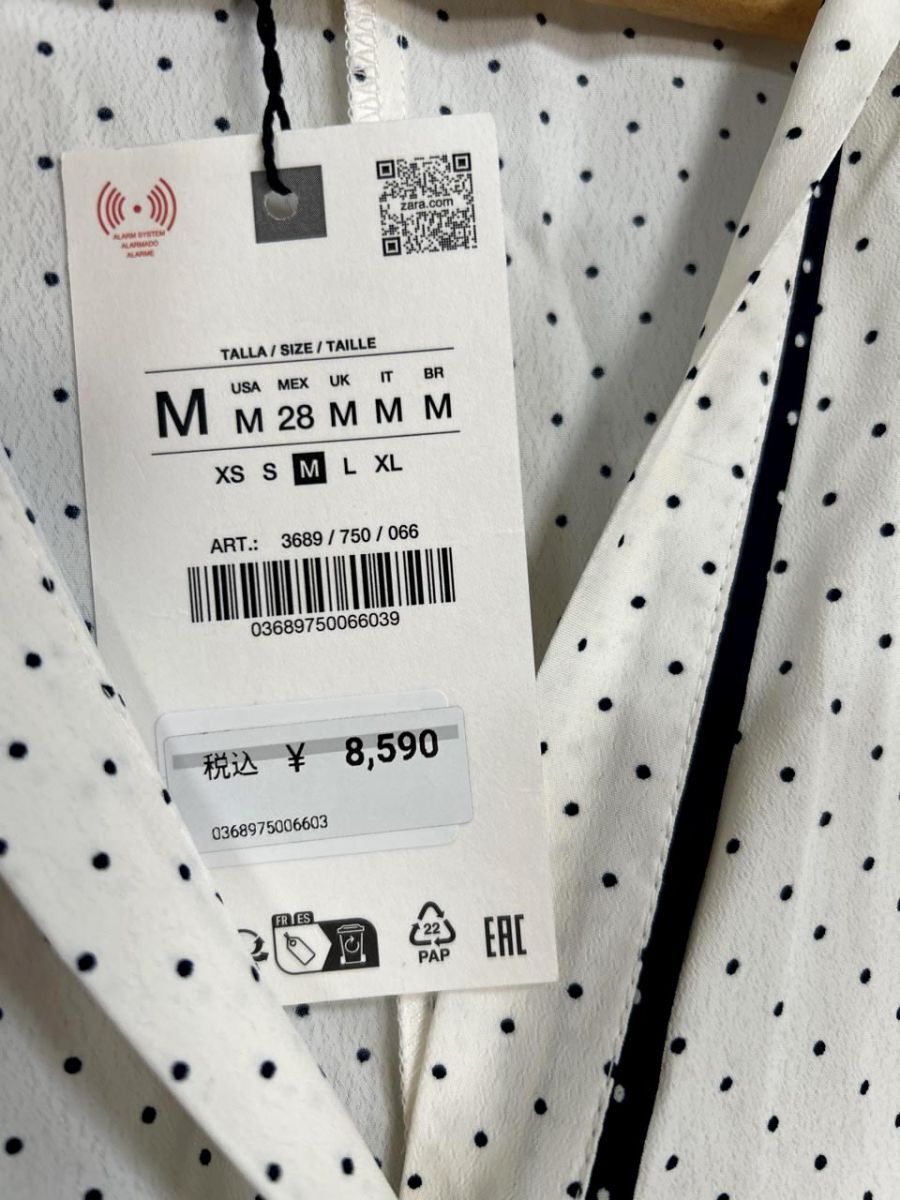 ALARM SYSTEM
ALARMADO
ALARME
zara.com
TALLA / SIZE / TAILLE
USA MEX UK IT BR
M M 28 M M M
XS S M L XL
ART.: 3689 / 750 / 066
03689750066039
税込 ¥ 8,590
0368975006603
FR ES
22
PAP
EAC